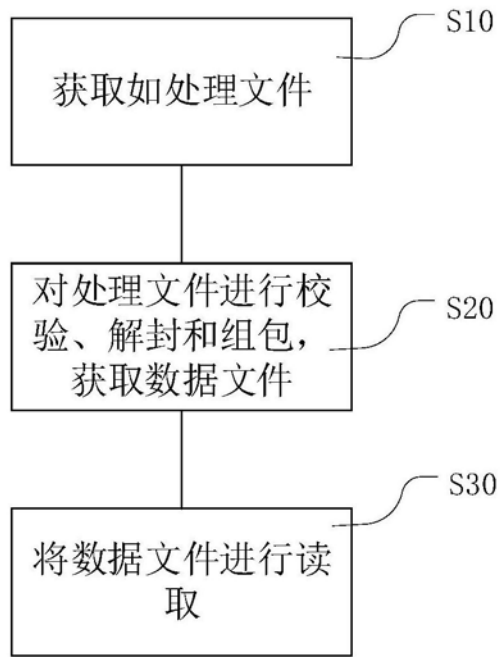 S10
获取如处理文件
对处理文件进行校
验、解封和组包，
获取数据文件
S20
将数据文件进行读
取
S30